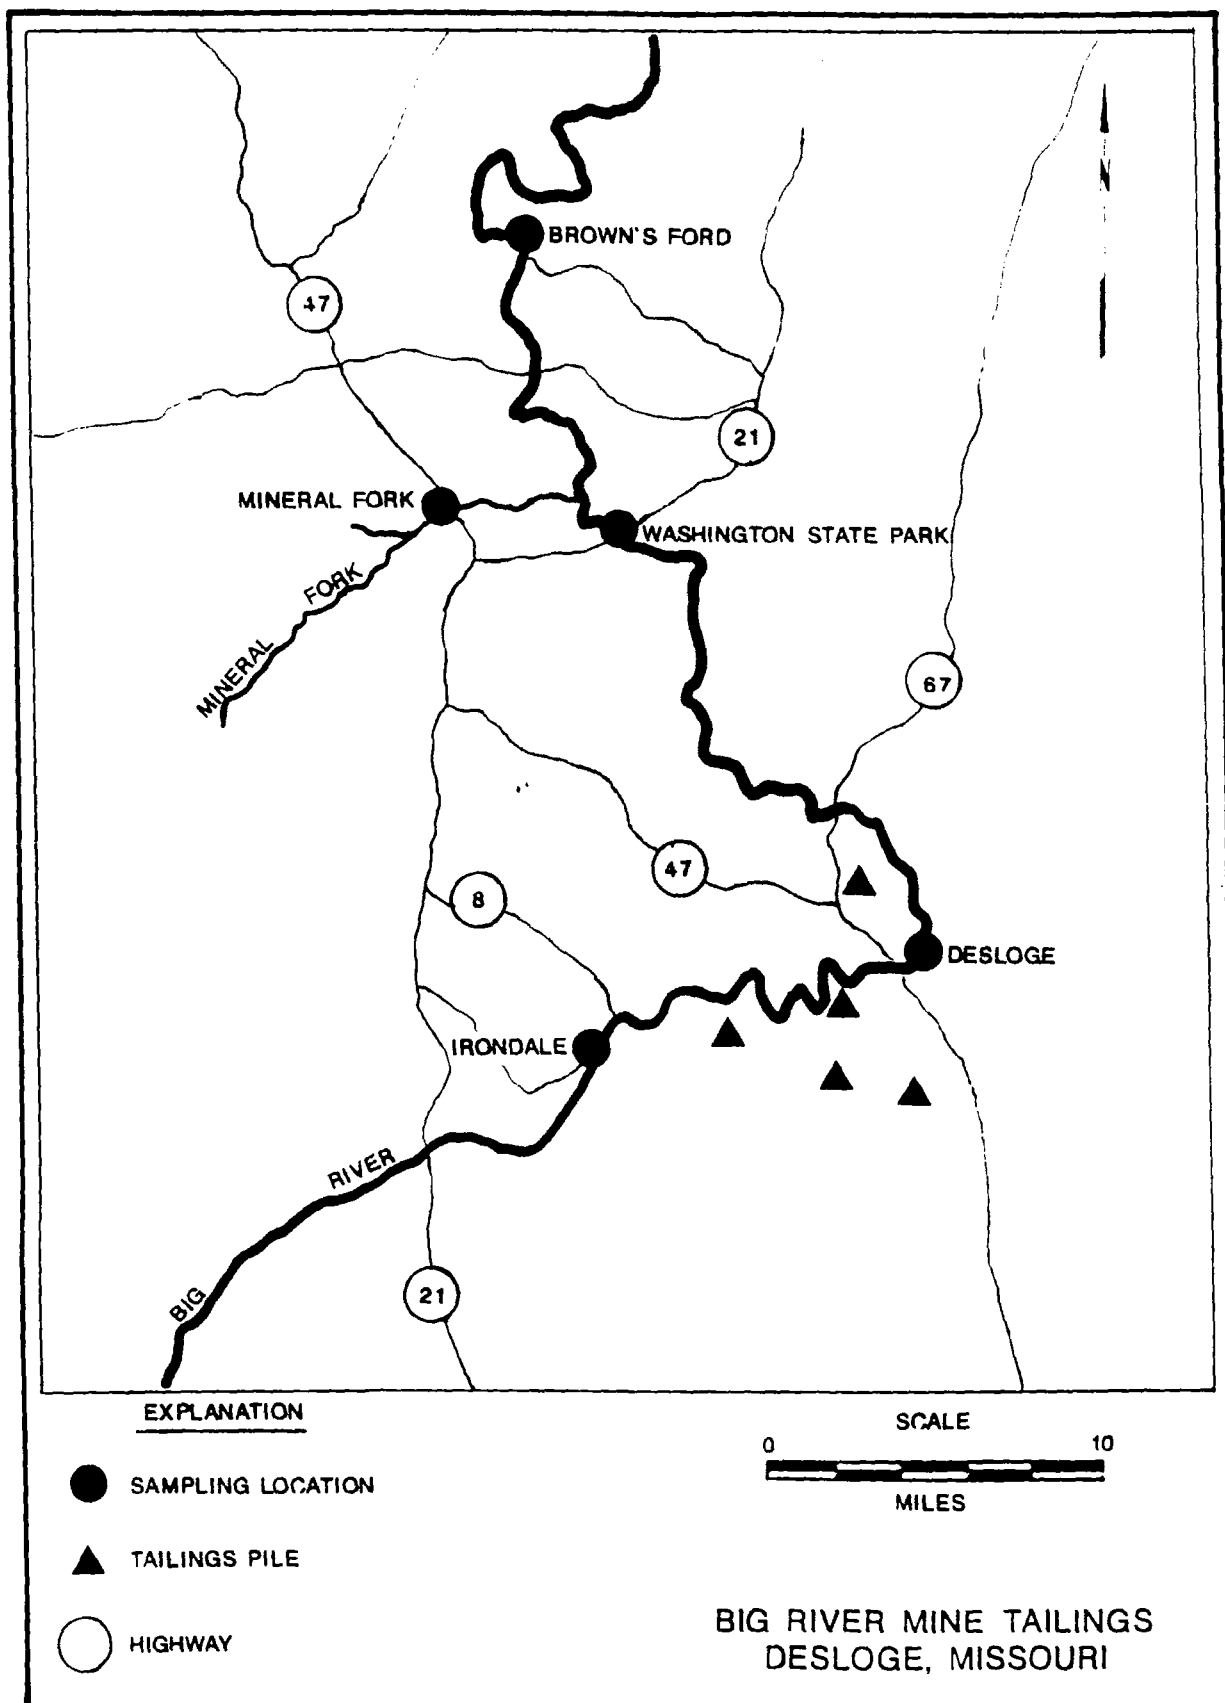 N
BROWN'S FORD
47
21
MINERAL FORK
WASHINGTON STATE PARK
MINERAL FORK
67
47
8
DESLOGE
IRONDALE
BIG RIVER
21
EXPLANATION
SAMPLING LOCATION
TAILINGS PILE
HIGHWAY
SCALE
0 10
MILES
BIG RIVER MINE TAILINGS
DESLOGE, MISSOURI